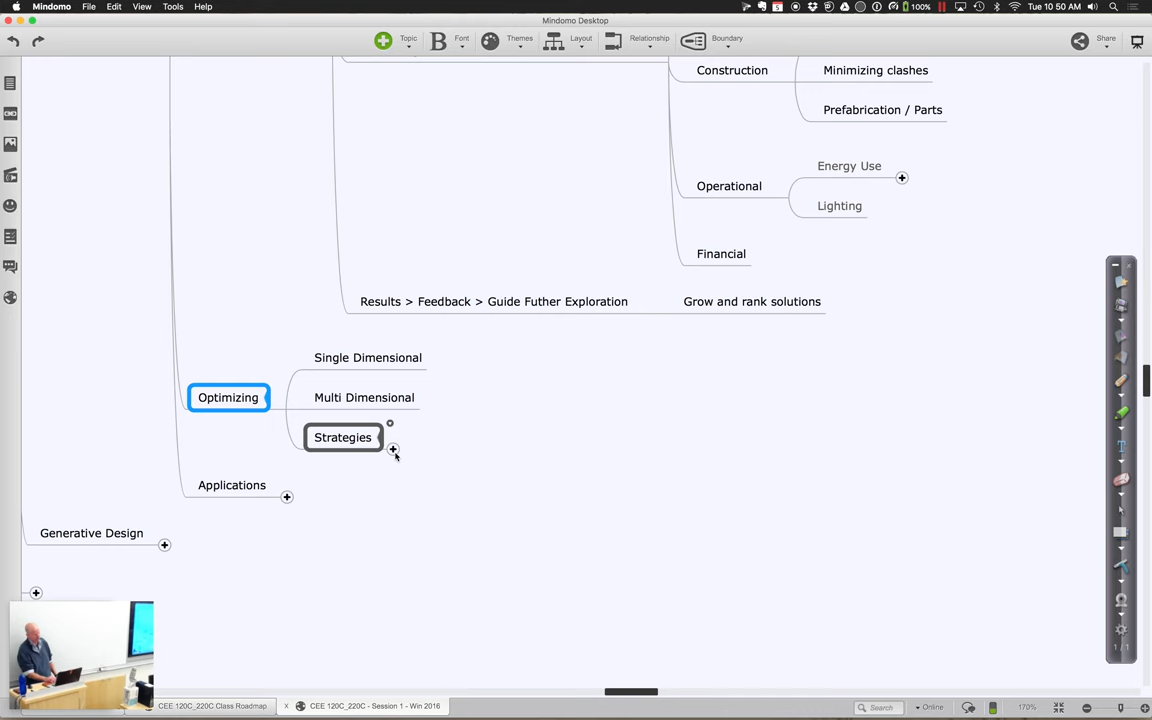 Mindomo File Edit View Tools Help
100% Tue 10 50 AM
Mindomo Desktop
Topic Font Themes Layout Relationship Boundary Share
Construction
Minimizing clashes
Prefabrication / Parts
Operational
Energy Use
Lighting
Financial
Results > Feedback > Guide Futher Exploration
Grow and rank solutions
Optimizing
Single Dimensional
Multi Dimensional
Strategies
Applications
Generative Design
1 / 1
CEE 120C_220C Class Roadmap
x CEE 120C_220C - Session 1 - Win 2016
Search
Online
170%